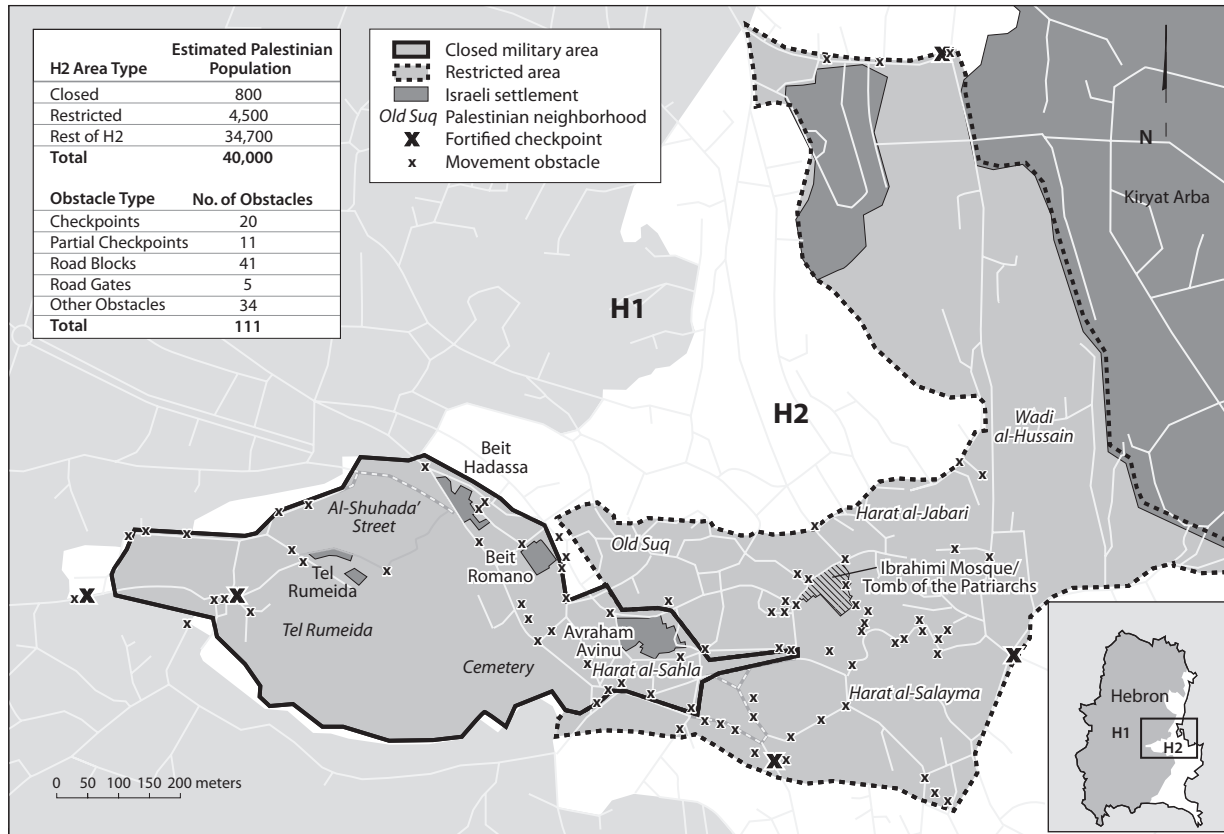 Estimated Palestinian
H2 Area Type Population
Closed 800
Restricted 4,500
Rest of H2 34,700
Total 40,000
Obstacle Type No. of Obstacles
Checkpoints 20
Partial Checkpoints 11
Road Blocks 41
Road Gates 5
Other Obstacles 34
Total 111
Closed military area
Restricted area
Israeli settlement
Old Suq Palestinian neighborhood
X Fortified checkpoint
x Movement obstacle
N
Kiryat Arba
H1
H2
Wadi
al-Hussain
Beit
Hadassa
Al-Shuhada'
Street
Harat al-Jabari
Old Suq
Beit
Romano
Ibrahimi Mosque/
Tomb of the Patriarchs
Tel
Rumeida
Tel Rumeida
Avraham
Avinu
Cemetery
Harat al-Sahla
Harat al-Salayma
0 50 100 150 200 meters
Hebron
H1
H2